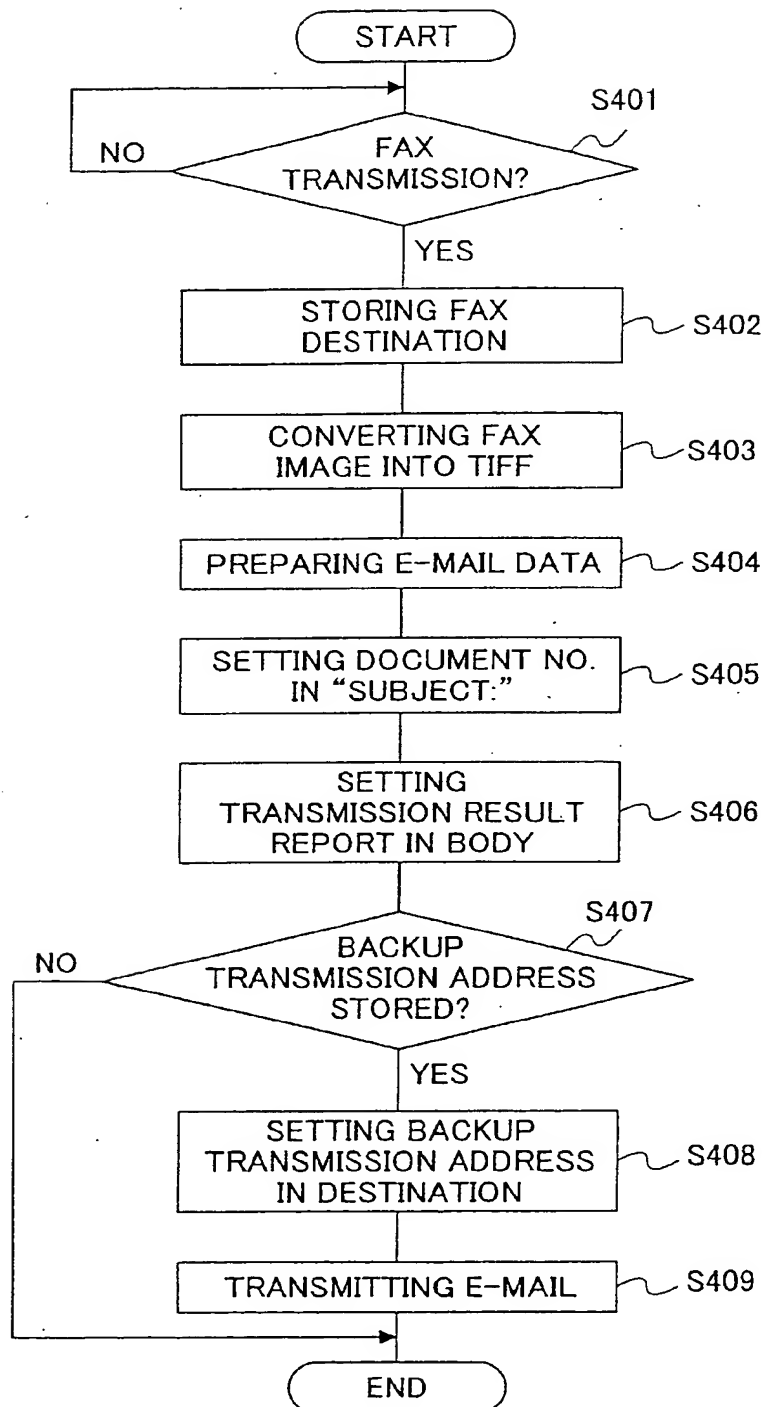 START
S401
NO
FAX
TRANSMISSION?
YES
STORING FAX
DESTINATION
S402
CONVERTING FAX
IMAGE INTO TIFF
S403
PREPARING E-MAIL DATA
S404
SETTING DOCUMENT NO.
IN “SUBJECT:”
S405
SETTING
TRANSMISSION RESULT
REPORT IN BODY
S406
S407
NO
BACKUP
TRANSMISSION ADDRESS
STORED?
YES
SETTING BACKUP
TRANSMISSION ADDRESS
IN DESTINATION
S408
TRANSMITTING E-MAIL
S409
END